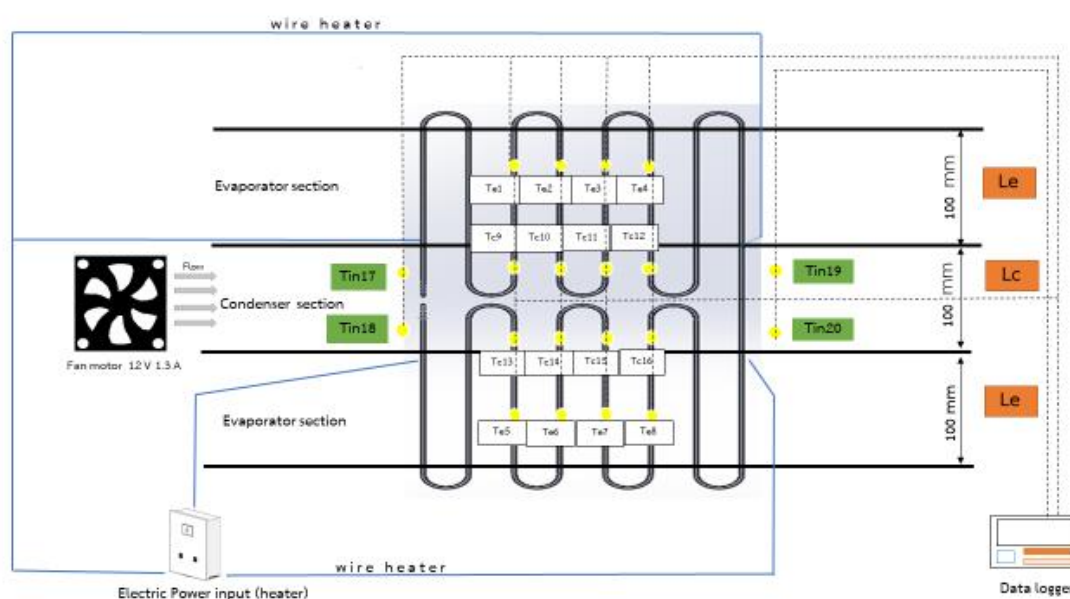 wire heater
Evaporator section
Te1 Te2 Te3 Te4
100 mm
Le
Tc9 Tc10 Tc11 Tc12
Flow
Tin17
Tin19
Condenser section
100 mm
Lc
Tin18
Tin20
Fan motor 12 V 1.3 A
Tc13 Tc14 Tc15 Tc16
Evaporator section
Te5 Te6 Te7 Te8
100 mm
Le
wire heater
Electric Power input (heater)
Data logger